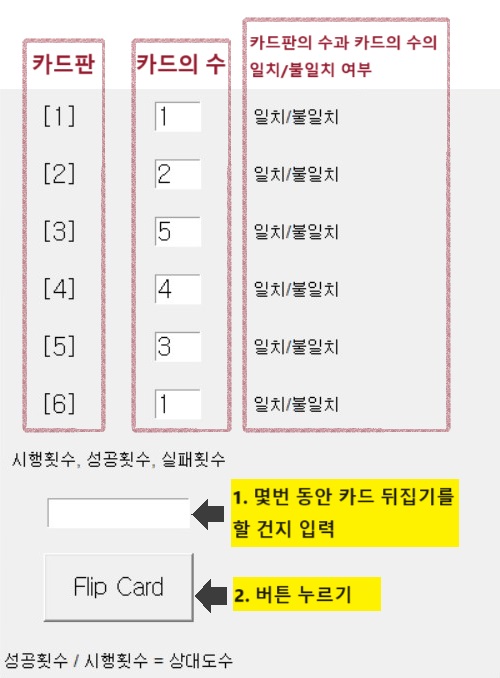 카드판 카드의 수 카드판의 수과 카드의 수의
일치/불일치 여부
[1] 1 일치/불일치
[2] 2 일치/불일치
[3] 5 일치/불일치
[4] 4 일치/불일치
[5] 3 일치/불일치
[6] 1 일치/불일치
시행횟수, 성공횟수, 실패횟수
1. 몇번 동안 카드 뒤집기를
할 건지 입력
Flip Card
2. 버튼 누르기
성공횟수 / 시행횟수 = 상대도수